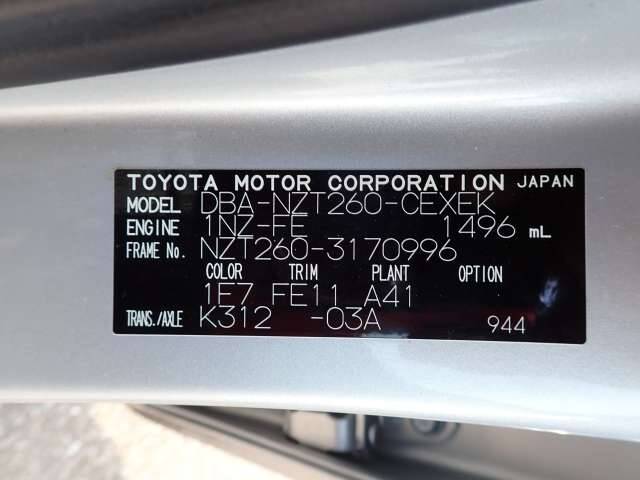 TOYOTA MOTOR CORPORATION JAPAN
MODEL DBA-NZT260-CEXEK
ENGINE 1NZ-FE 1496 mL
FRAME No. NZT260-3170996
COLOR TRIM PLANT OPTION
1E7 FE11 A41
TRANS./AXLE K312 -03A 944